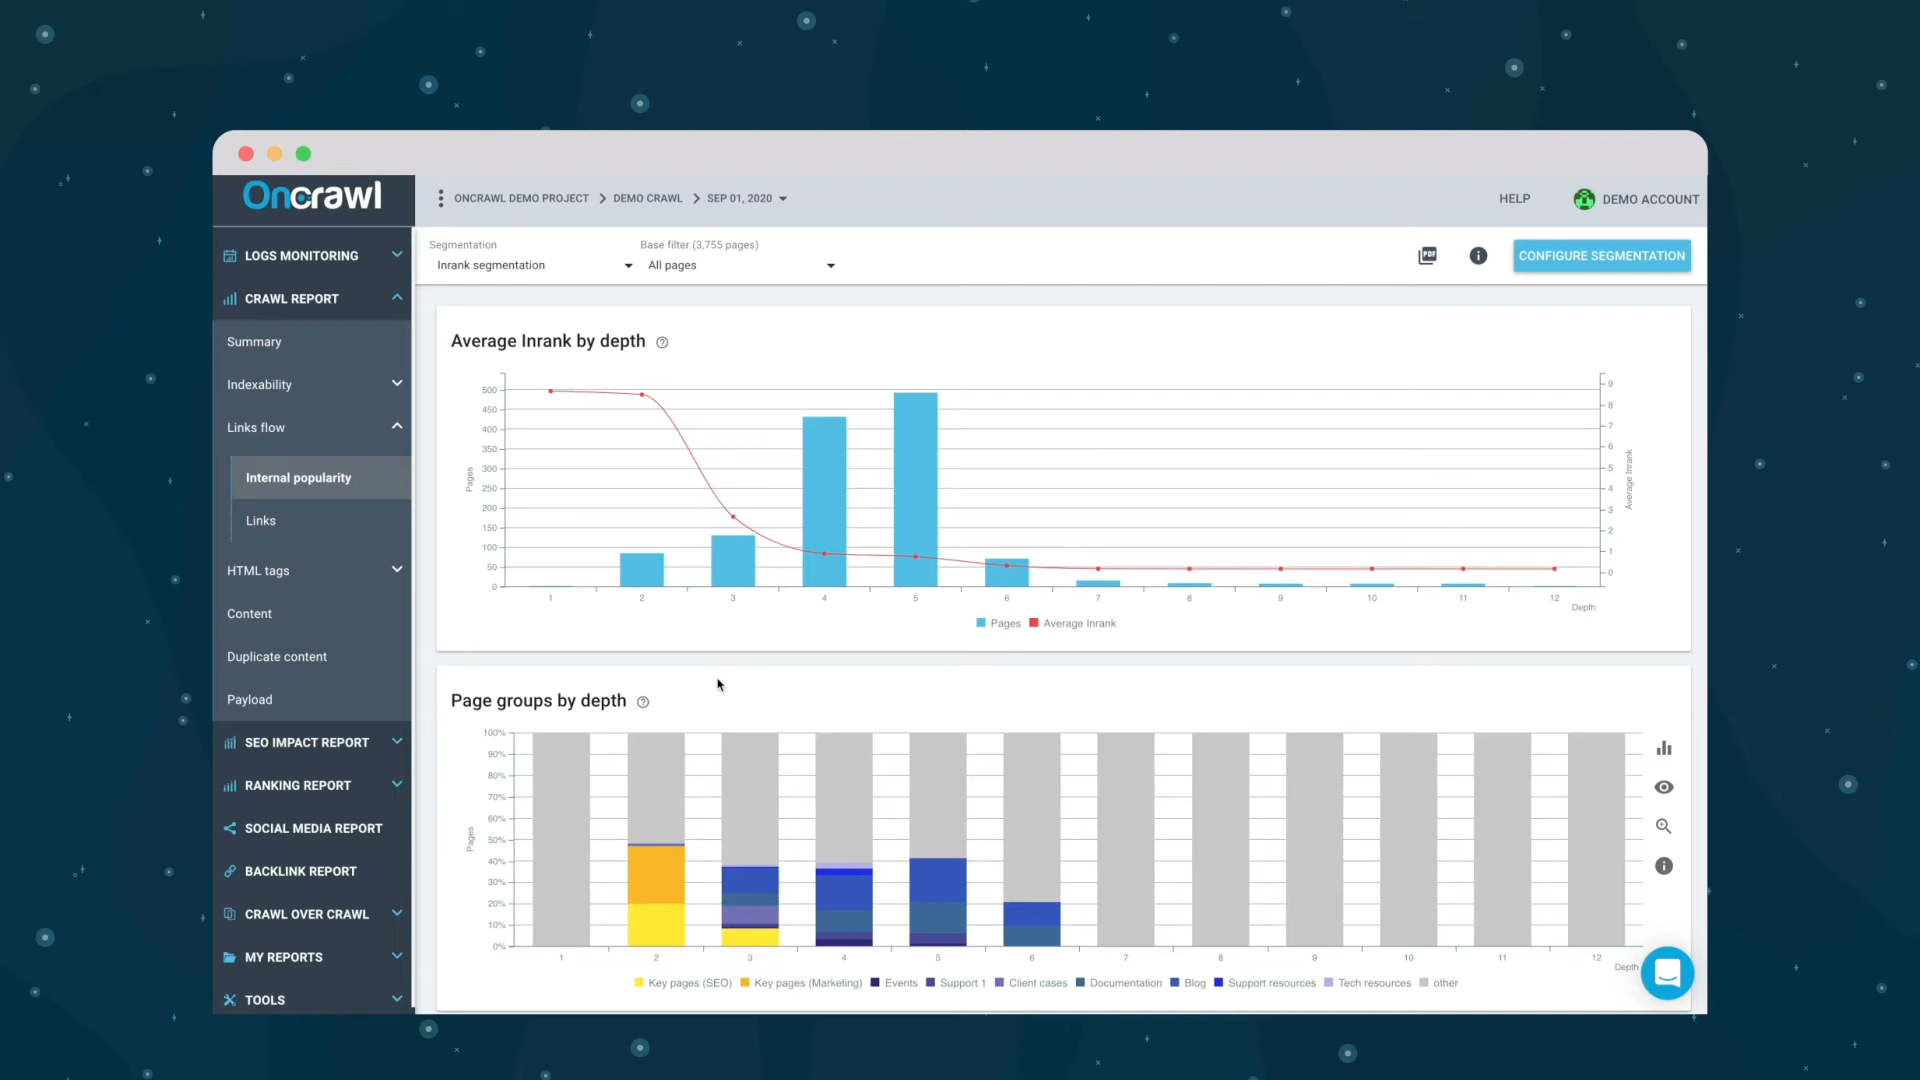 Oncrawl
ONCRAWL DEMO PROJECT > DEMO CRAWL > SEP 01, 2020
HELP
DEMO ACCOUNT
LOGS MONITORING
CRAWL REPORT
Summary
Indexability
Links flow
Internal popularity
Links
HTML tags
Content
Duplicate content
Payload
SEO IMPACT REPORT
RANKING REPORT
SOCIAL MEDIA REPORT
BACKLINK REPORT
CRAWL OVER CRAWL
MY REPORTS
TOOLS
Segmentation
Inrank segmentation
Base filter (3,755 pages)
All pages
PDF
CONFIGURE SEGMENTATION
Average Inrank by depth
500
450
400
350
300
250
200
150
100
50
0
Pages
9
8
7
6
5
4
3
2
1
0
Average Inrank
1 2 3 4 5 6 7 8 9 10 11 12
Depth
Pages Average Inrank
Page groups by depth
100%
90%
80%
70%
60%
50%
40%
30%
20%
10%
0%
Pages
1 2 3 4 5 6 7 8 9 10 11 12
Depth
Key pages (SEO) Key pages (Marketing) Events Support 1 Client cases Documentation Blog Support resources Tech resources other